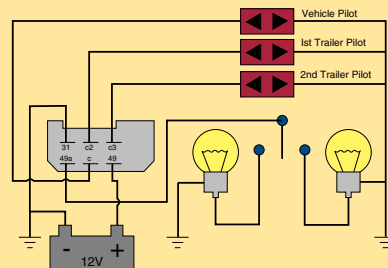 Vehicle Pilot
Ist Trailer Pilot
2nd Trailer Pilot
31 c2 c3
49a c 49
- +
12V